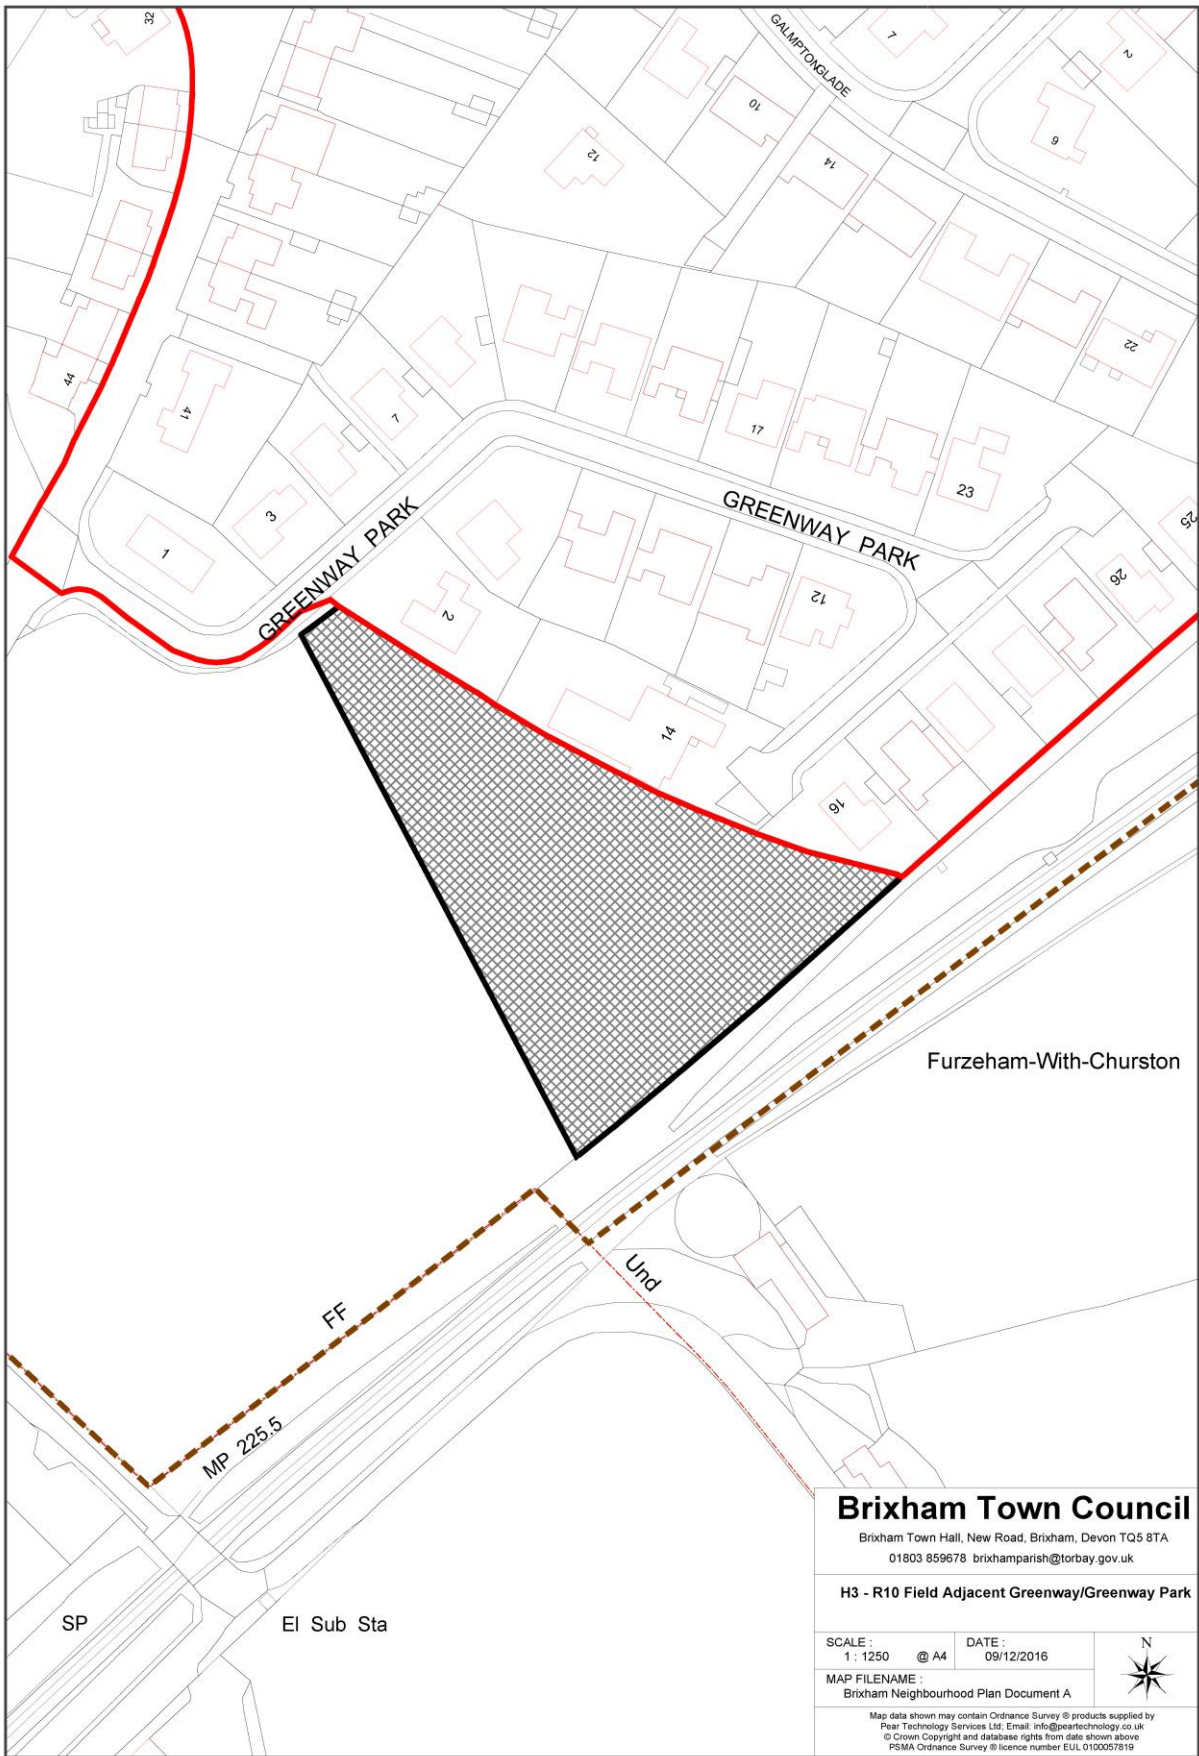 32
GALMPTON GLADE
7
2
10
6
12
14
22
44
41
7
17
23
3
1
GREENWAY PARK
GREENWAY PARK
25
26
2
12
14
16
Furzeham-With-Churston
Und
FF
MP 225.5
SP
El Sub Sta
Brixham Town Council
Brixham Town Hall, New Road, Brixham, Devon TQ5 8TA
01803 859678 brixhamparish@torbay.gov.uk
H3 - R10 Field Adjacent Greenway/Greenway Park
SCALE :
1 : 1250 @ A4
DATE :
09/12/2016
N
MAP FILENAME :
Brixham Neighbourhood Plan Document A
Map data shown may contain Ordnance Survey ® products supplied by
Pear Technology Services Ltd; Email: info@peartechnology.co.uk
© Crown Copyright and database rights from date shown above
PSMA Ordnance Survey ® licence number EUL 0100057819